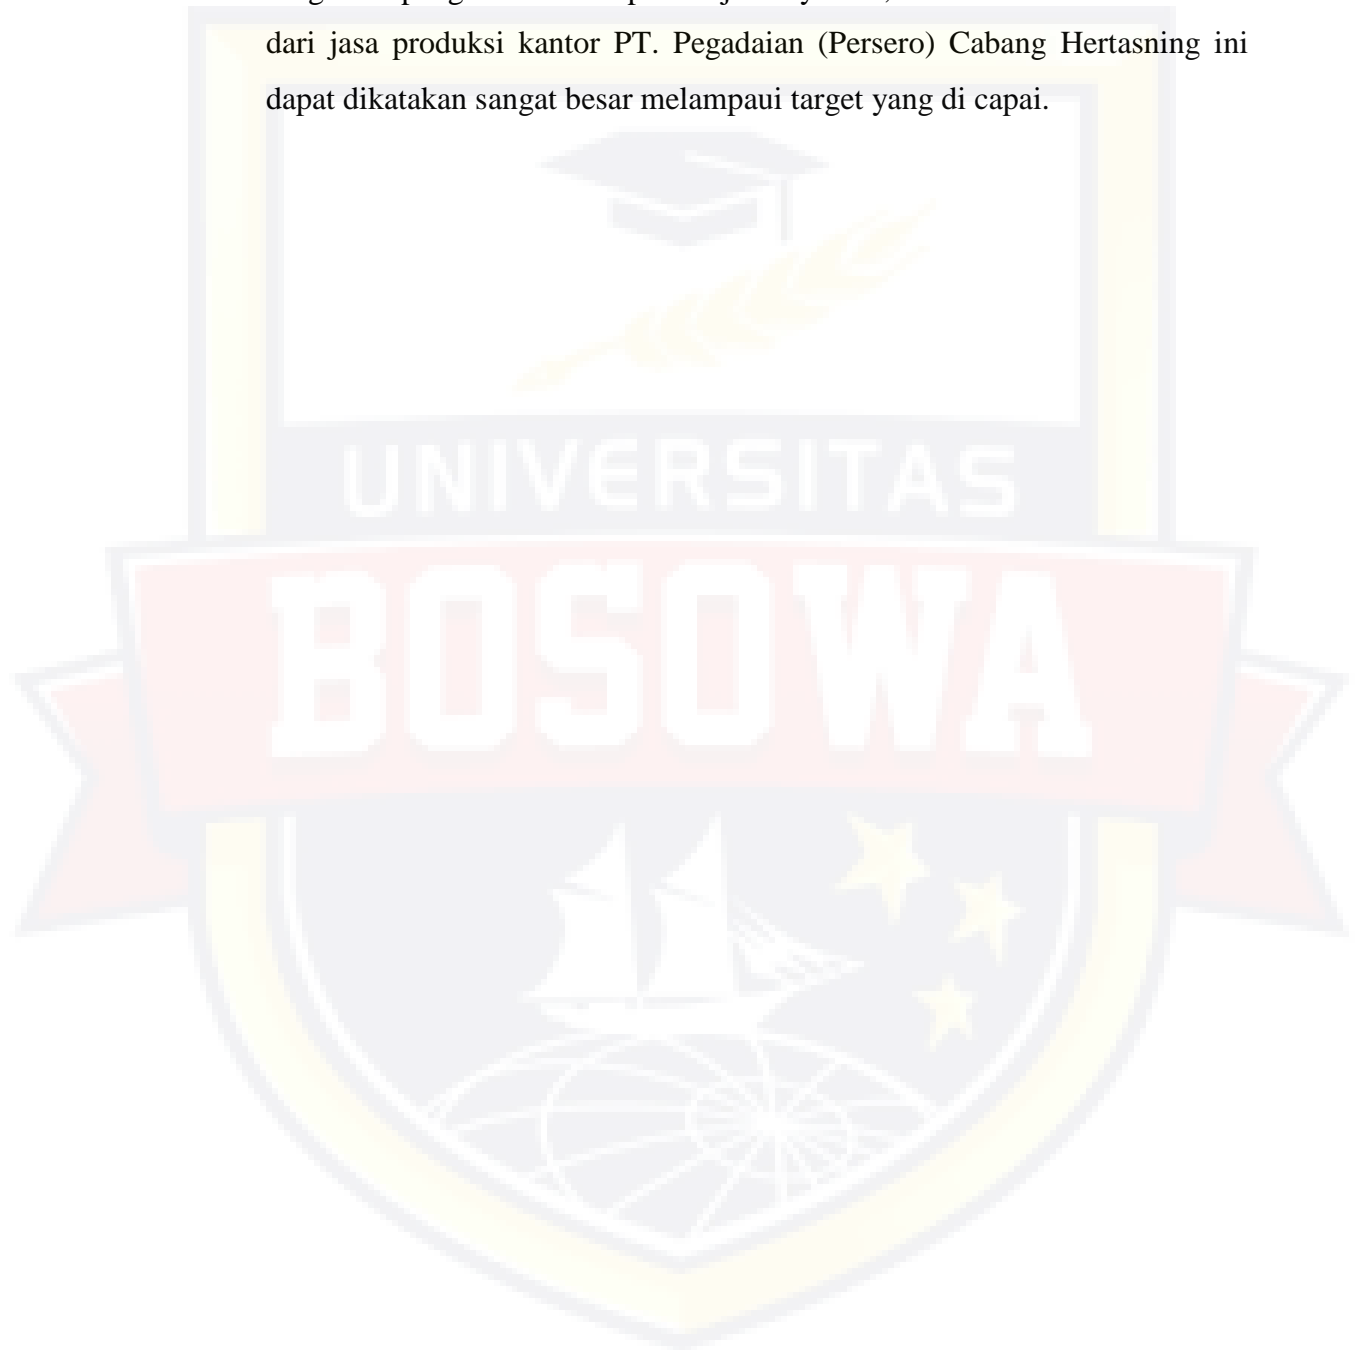 dari jasa produksi kantor PT. Pegadaian (Persero) Cabang Hertasning ini
dapat dikatakan sangat besar melampaui target yang di capai.
UNIVERSITAS
BOSOWA